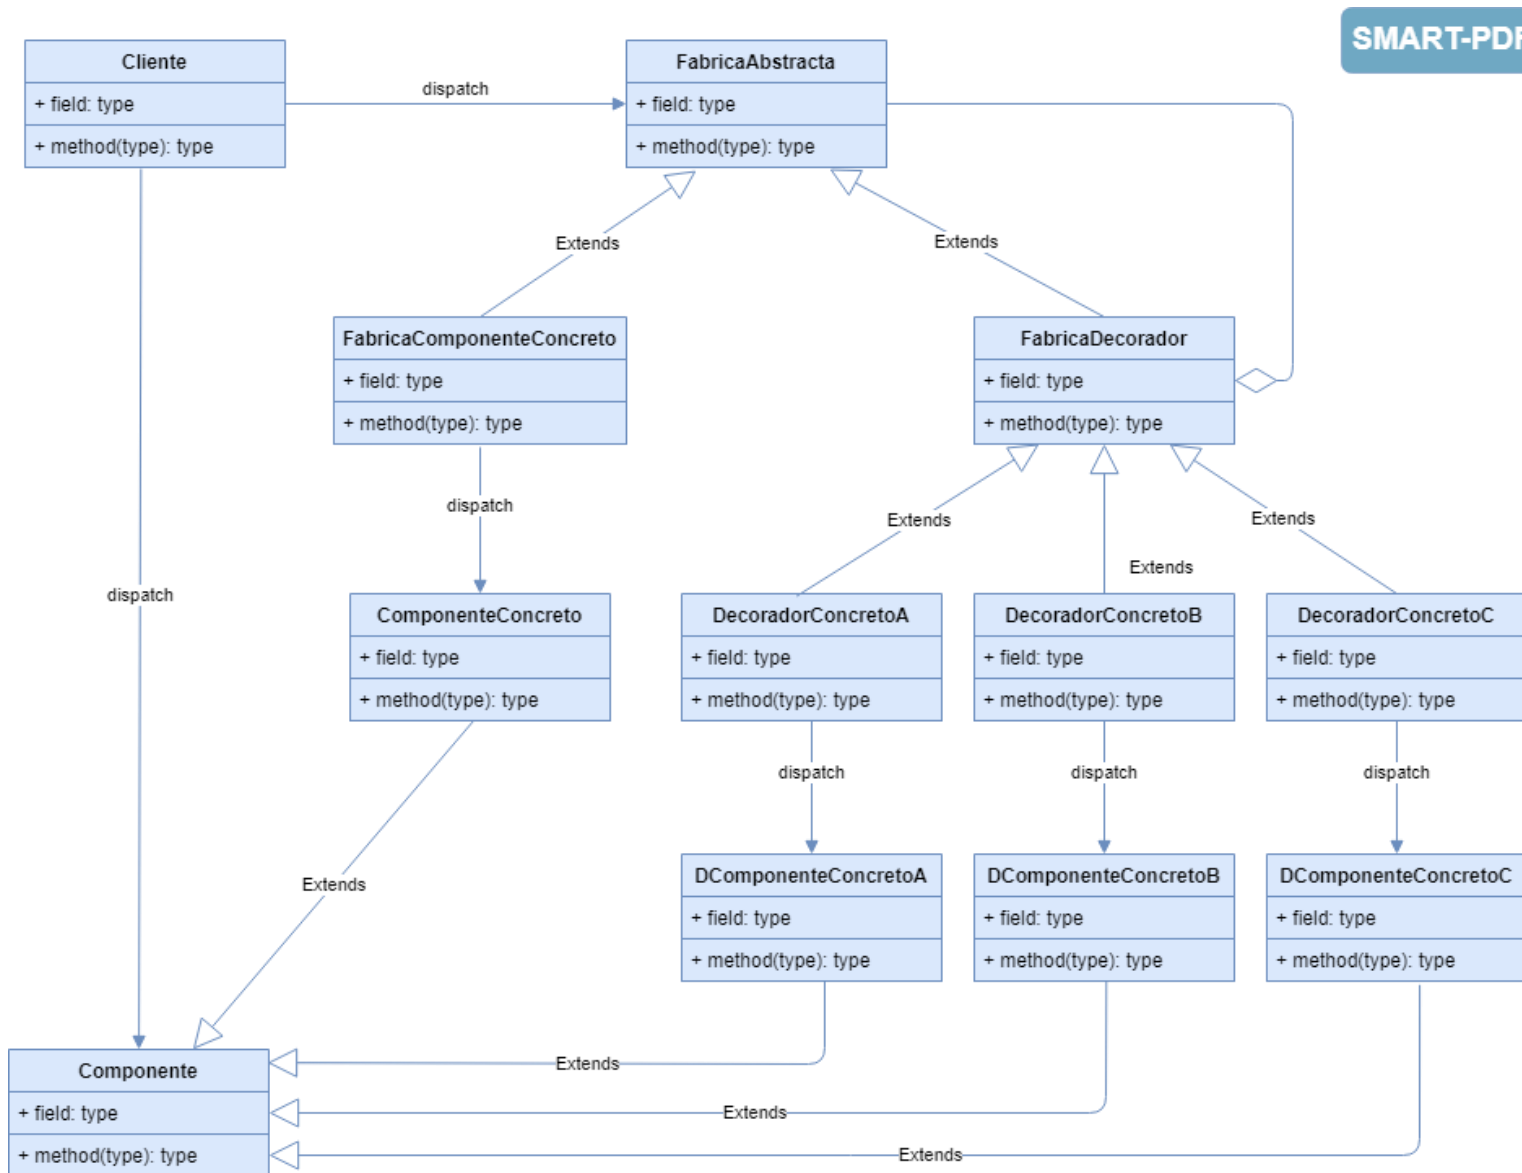 SMART-PDF
Cliente
+ field: type
+ method(type): type
dispatch
FabricaAbstracta
+ field: type
+ method(type): type
Extends
Extends
FabricaComponenteConcreto
+ field: type
+ method(type): type
FabricaDecorador
+ field: type
+ method(type): type
dispatch
Extends
Extends
Extends
dispatch
ComponenteConcreto
+ field: type
+ method(type): type
DecoradorConcretoA
+ field: type
+ method(type): type
DecoradorConcretoB
+ field: type
+ method(type): type
DecoradorConcretoC
+ field: type
+ method(type): type
dispatch
dispatch
dispatch
Extends
DComponenteConcretoA
+ field: type
+ method(type): type
DComponenteConcretoB
+ field: type
+ method(type): type
DComponenteConcretoC
+ field: type
+ method(type): type
Componente
+ field: type
+ method(type): type
Extends
Extends
Extends